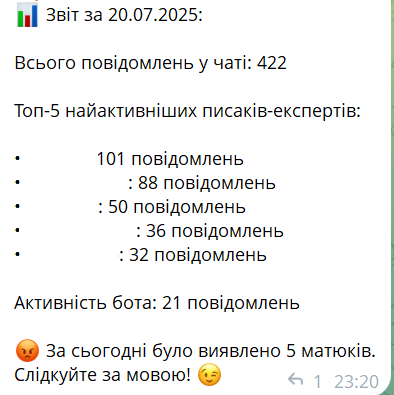 📊 Звіт за 20.07.2025:
Всього повідомлень у чаті: 422
Топ-5 найактивніших писаків-експертів:
• 101 повідомлень
• : 88 повідомлень
• : 50 повідомлень
• : 36 повідомлень
• : 32 повідомлень
Активність бота: 21 повідомлень
😡 За сьогодні було виявлено 5 матюків.
Слідкуйте за мовою! 😉
1 23:20